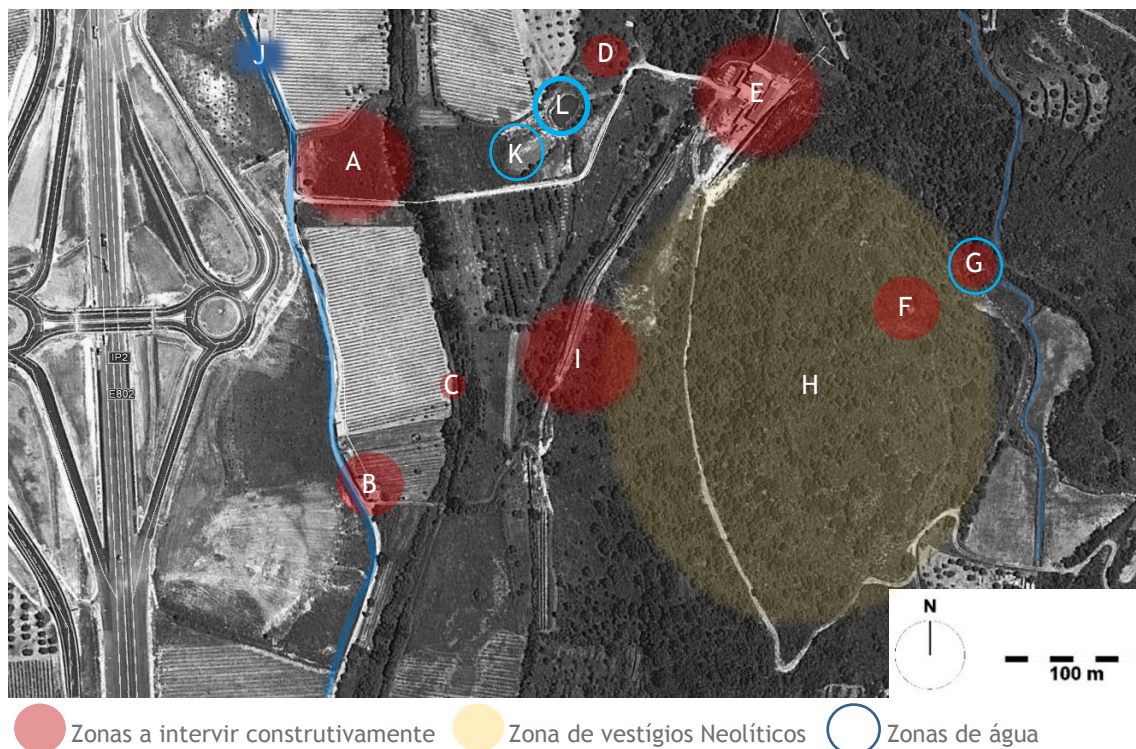 J
D
E
L
A
K
G
F
I
C
H
B
IP2
E802
N
100 m
Zonas a intervir construtivamente
Zona de vestígios Neolíticos
Zonas de água